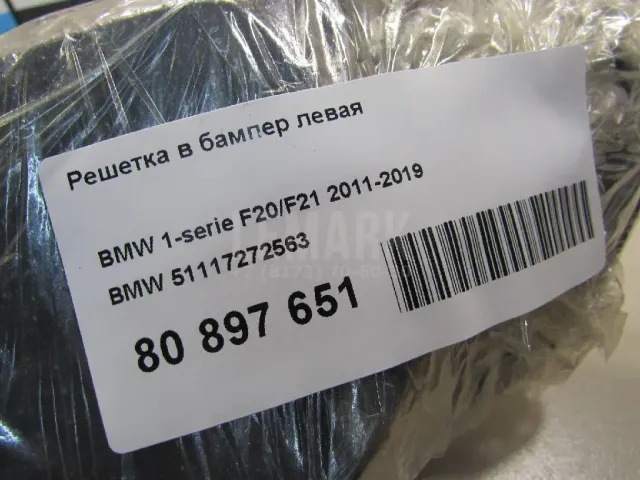 Решетка в бампер левая
BMW 1-serie F20/F21 2011-2019
BMW 51117272563
80 897 651